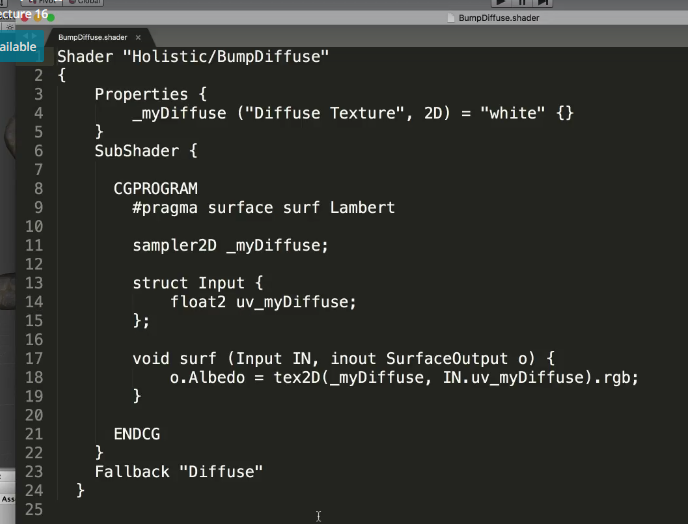 ecture 16
Global
BumpDiffuse.shader
ailable
BumpDiffuse.shader ×
1 Shader "Holistic/BumpDiffuse"
2 {
3 Properties {
4 _myDiffuse ("Diffuse Texture", 2D) = "white" {}
5 }
6 SubShader {
7
8 CGPROGRAM
9 #pragma surface surf Lambert
10
11 sampler2D _myDiffuse;
12
13 struct Input {
14 float2 uv_myDiffuse;
15 };
16
17 void surf (Input IN, inout SurfaceOutput o) {
18 o.Albedo = tex2D(_myDiffuse, IN.uv_myDiffuse).rgb;
19 }
20
21 ENDCG
22 }
23 Fallback "Diffuse"
24 }
25
Ass